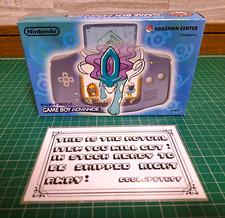 Nintendo
POKÉMON CENTER
GAME BOY ADVANCE
THIS IS THE ACTUAL
ITEM YOU WILL GET!
IN STOCK READY TO
BE SHIPPED RIGHT
AWAY!
COOLJPSTUFF